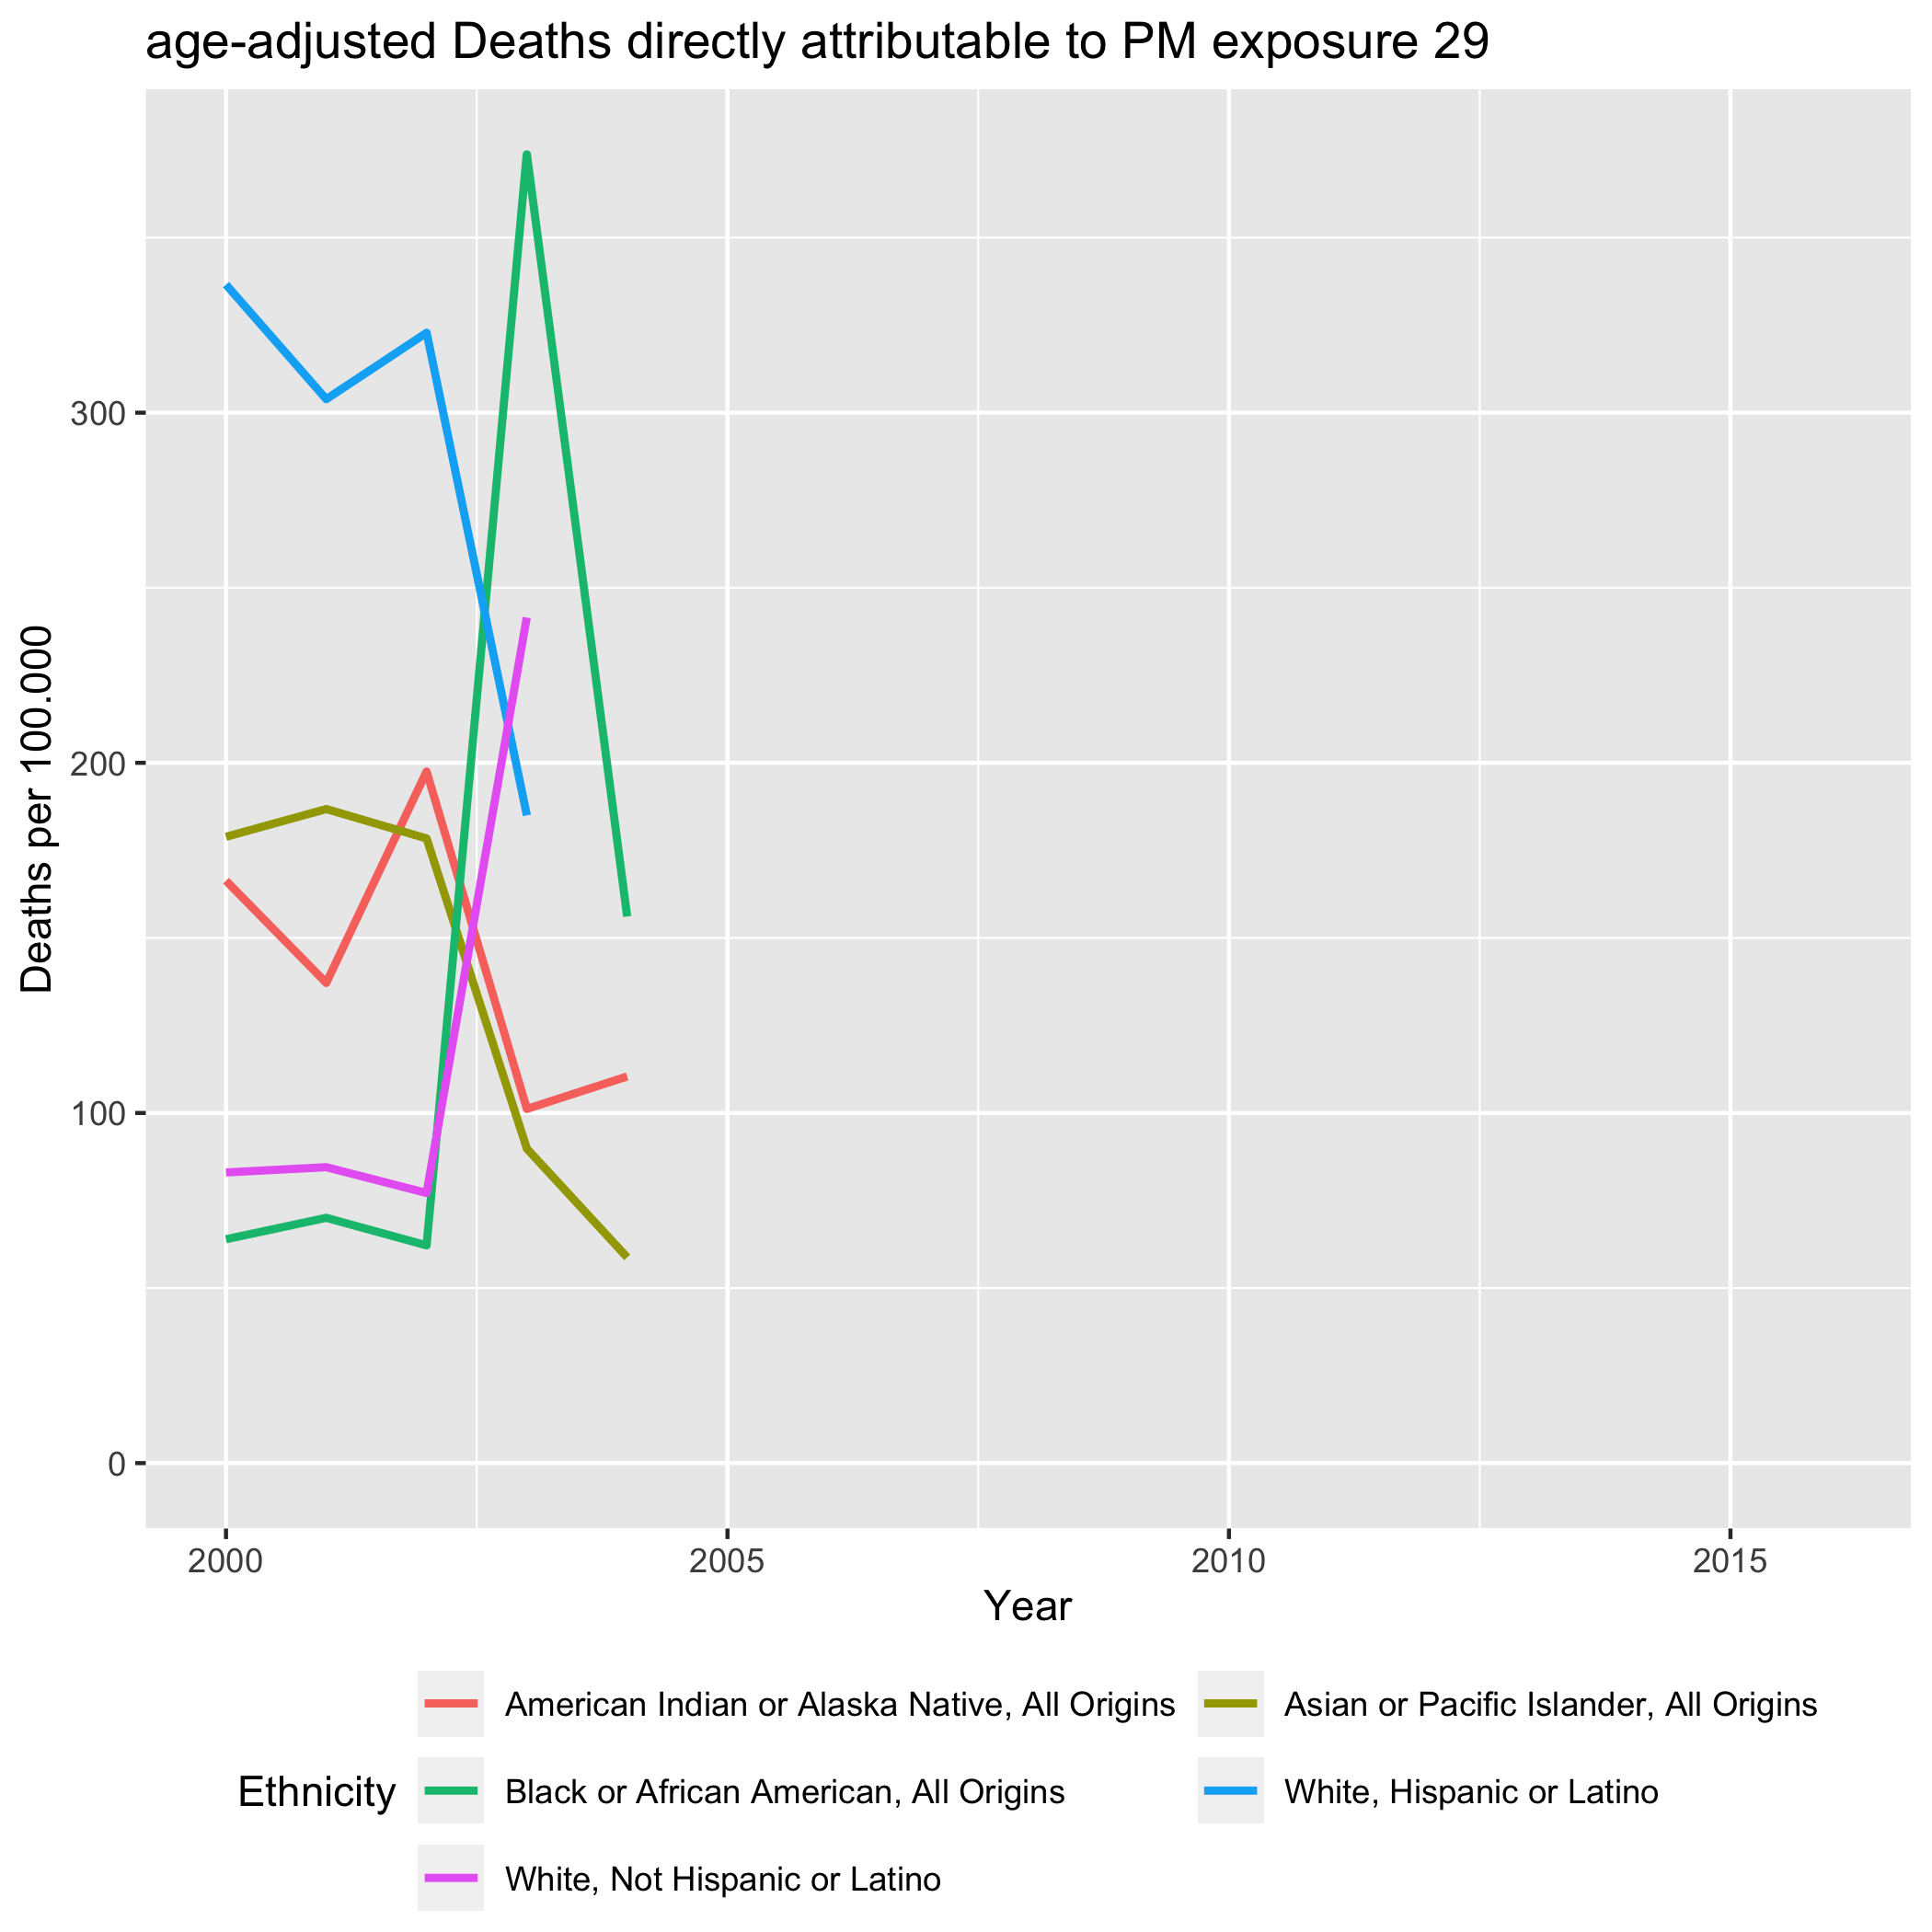 age-adjusted Deaths directly attributable to PM exposure 29
Deaths per 100.000
300
200
100
0
2000 2005 2010 2015
Year
Ethnicity
American Indian or Alaska Native, All Origins
Asian or Pacific Islander, All Origins
Black or African American, All Origins
White, Hispanic or Latino
White, Not Hispanic or Latino